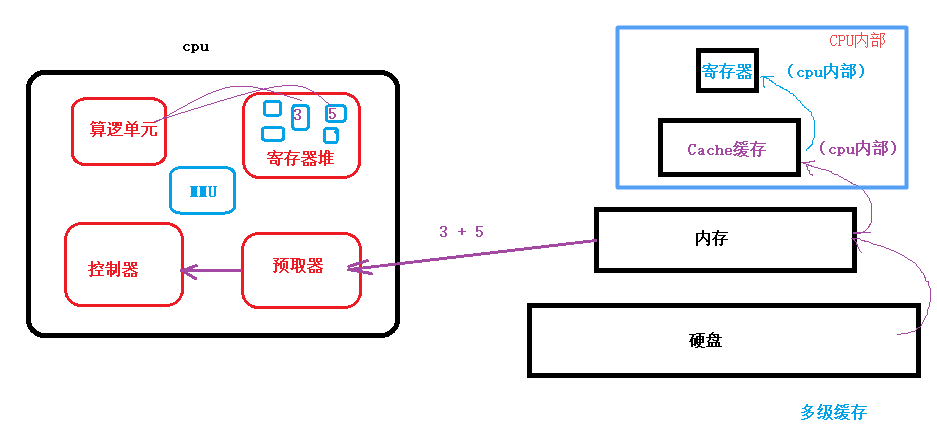 cpu
算逻单元
3
5
寄存器堆
MMU
控制器
预取器
3 + 5
CPU内部
寄存器
(cpu内部)
Cache缓存
(cpu内部)
内存
硬盘
多级缓存